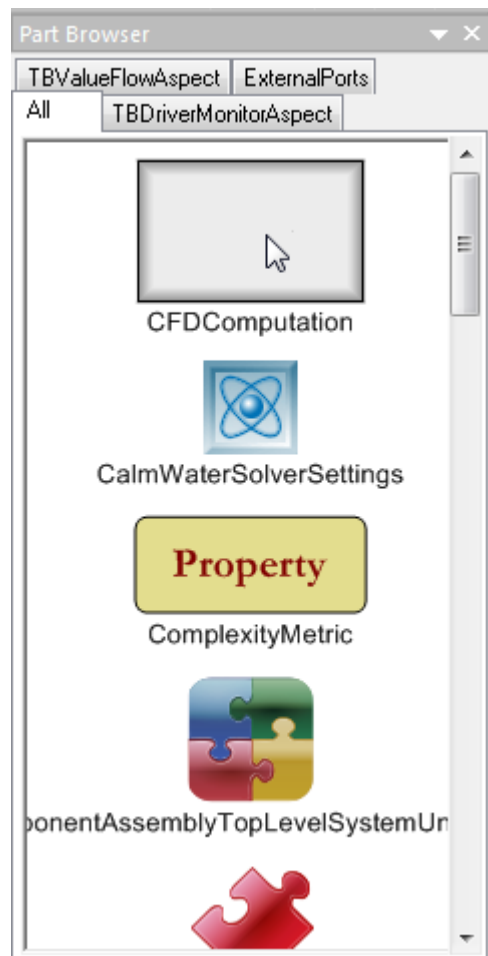 Part Browser
TBValueFlowAspect ExternalPorts
All TBDriverMonitorAspect
CFDComputation
CalmWaterSolverSettings
Property
ComplexityMetric
ponentAssemblyTopLevelSystemUn